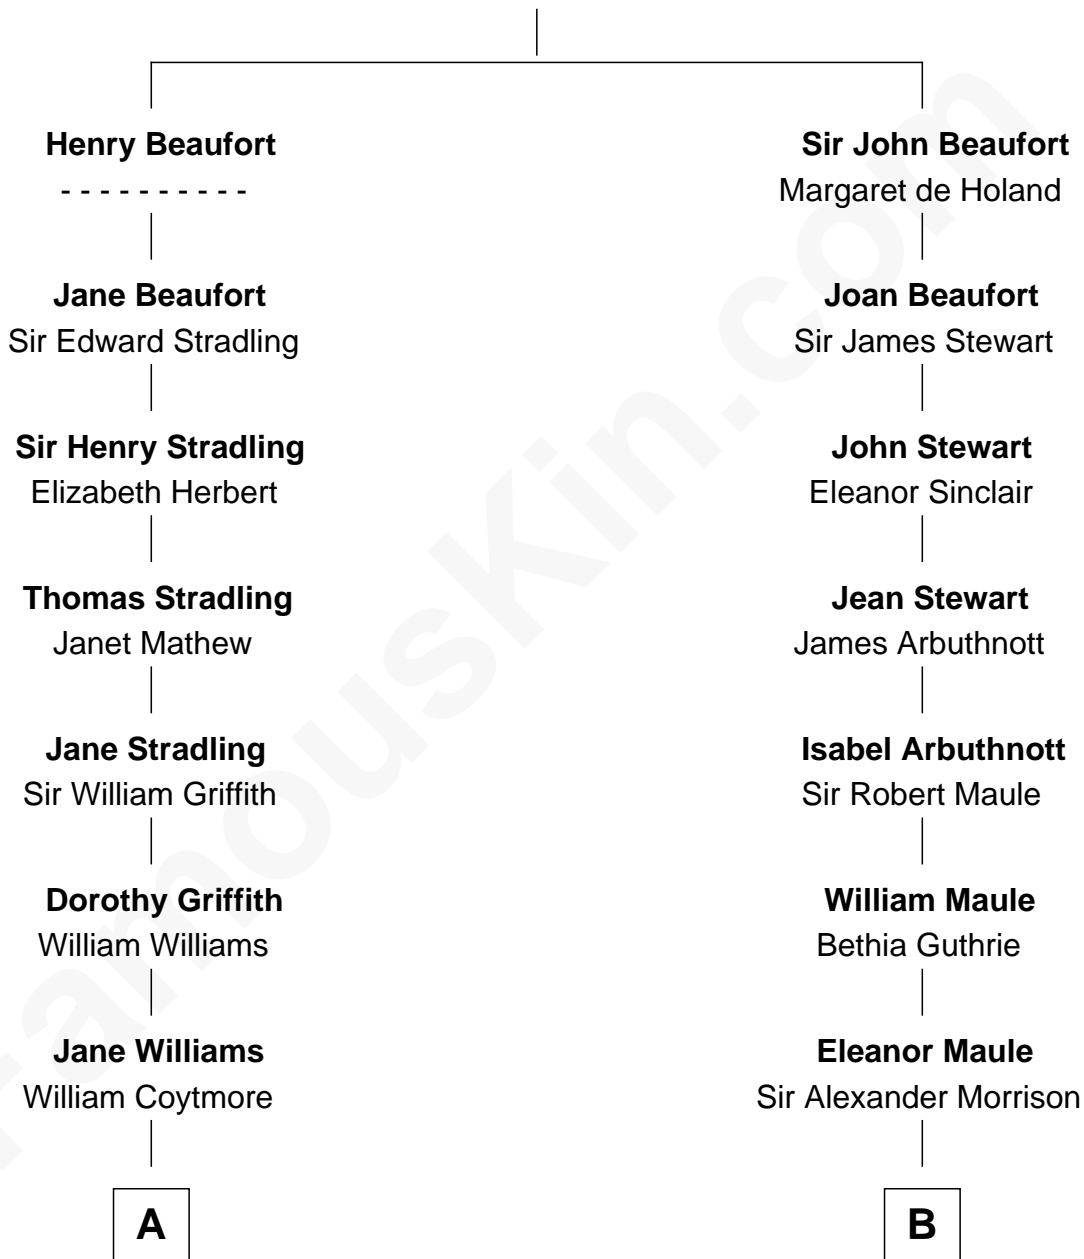 Henry Beaufort
- - - - - - - - - -
Jane Beaufort
Sir Edward Stradling
Sir Henry Stradling
Elizabeth Herbert
Thomas Stradling
Janet Mathew
Jane Stradling
Sir William Griffith
Dorothy Griffith
William Williams
Jane Williams
William Coytmore
A
Sir John Beaufort
Margaret de Holand
Joan Beaufort
Sir James Stewart
John Stewart
Eleanor Sinclair
Jean Stewart
James Arbuthnott
Isabel Arbuthnott
Sir Robert Maule
William Maule
Bethia Guthrie
Eleanor Maule
Sir Alexander Morrison
B
FamousKin.com